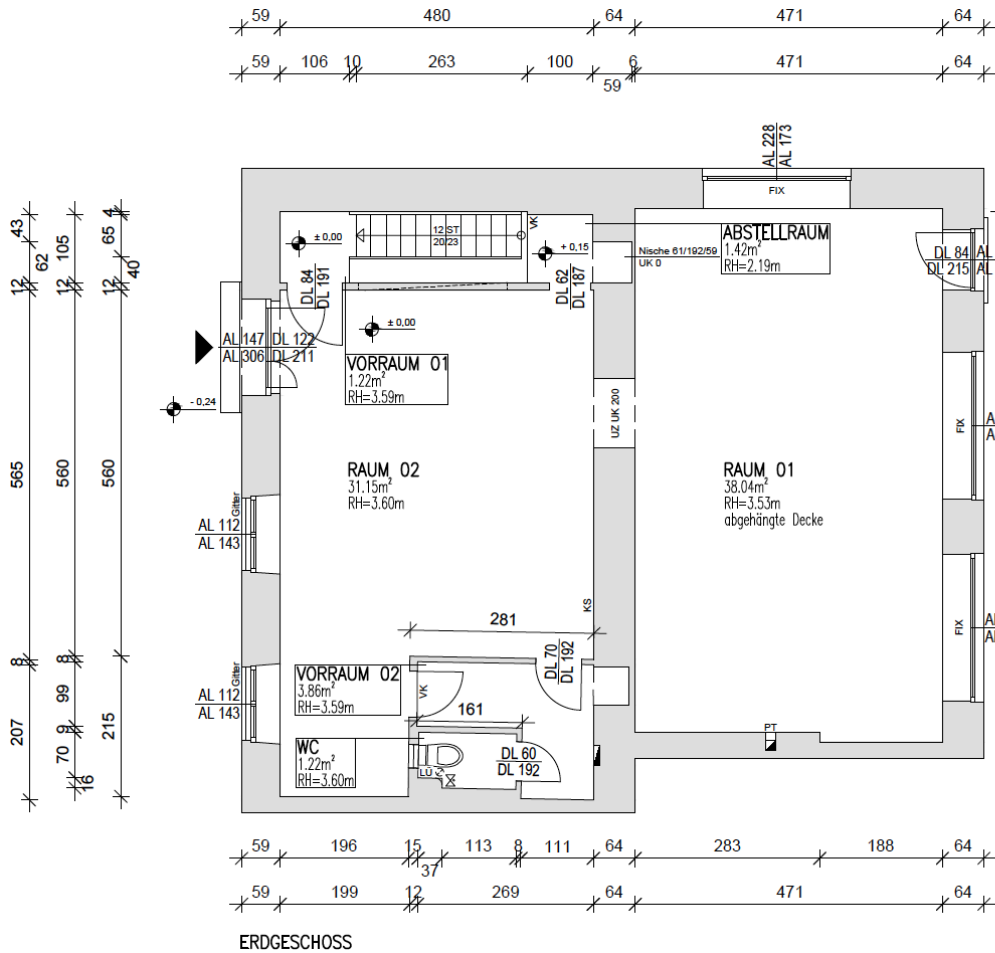 59 480 64 471 64
59 106 10 263 100 6 471 64
59
AL 228
AL 173
FIX
VK
12 ST
20/23
± 0,00
+ 0,15
Nische 61/192/59
UK 0
ABSTELLRAUM
1.42m²
RH=2.19m
DL 84
DL 215
AL
AL
DL 84
DL 191
DL 62
DL 187
± 0,00
AL 147
AL 306
DL 122
DL 211
- 0,24
VORRAUM 01
1.22m²
RH=3.59m
UZ UK 200
FIX
RAUM 02
31.15m²
RH=3.60m
RAUM 01
38.04m²
RH=3.53m
abgehängte Decke
Gitter
AL 112
AL 143
KS
281
FIX
DL 70
DL 192
Gitter
AL 112
AL 143
VORRAUM 02
3.86m²
RH=3.59m
VK
161
PT
WC
1.22m²
RH=3.60m
LÜ
DL 60
DL 192
43
62
12
565
8
207
105
12
560
8
99
9
70
16
4
65
40
12
560
215
59 196 15 113 8 111 64 283 188 64
37
59 199 12 269 64 471 64
ERDGESCHOSS